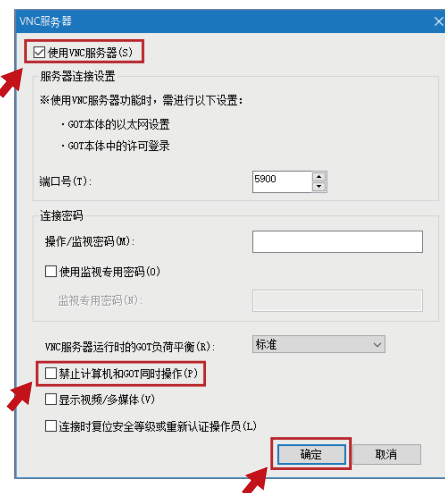 VNC服务器
使用VNC服务器(S)
服务器连接设置
※使用VNC服务器功能时，需进行以下设置：
・GOT本体的以太网设置
・GOT本体中的许可登录
端口号(T):
5900
连接密码
操作/监视密码(M):
使用监视专用密码(O)
监视专用密码(N):
VNC服务器运行时的GOT负荷平衡(R):
标准
禁止计算机和GOT同时操作(P)
显示视频/多媒体(V)
连接时复位安全等级或重新认证操作员(L)
确定
取消